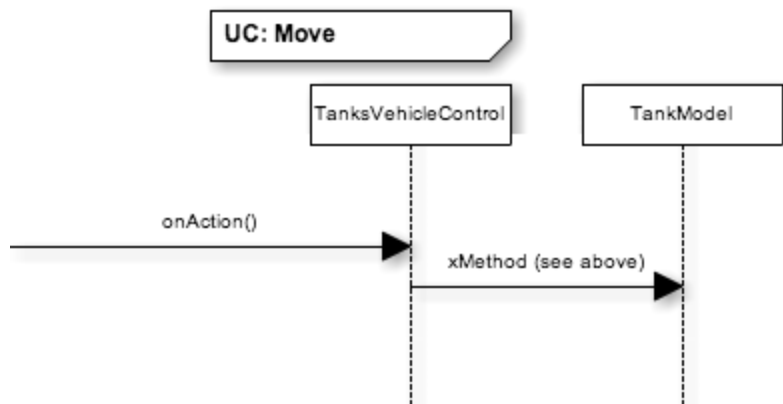 UC: Move
TanksVehicleControl
TankModel
onAction()
xMethod (see above)